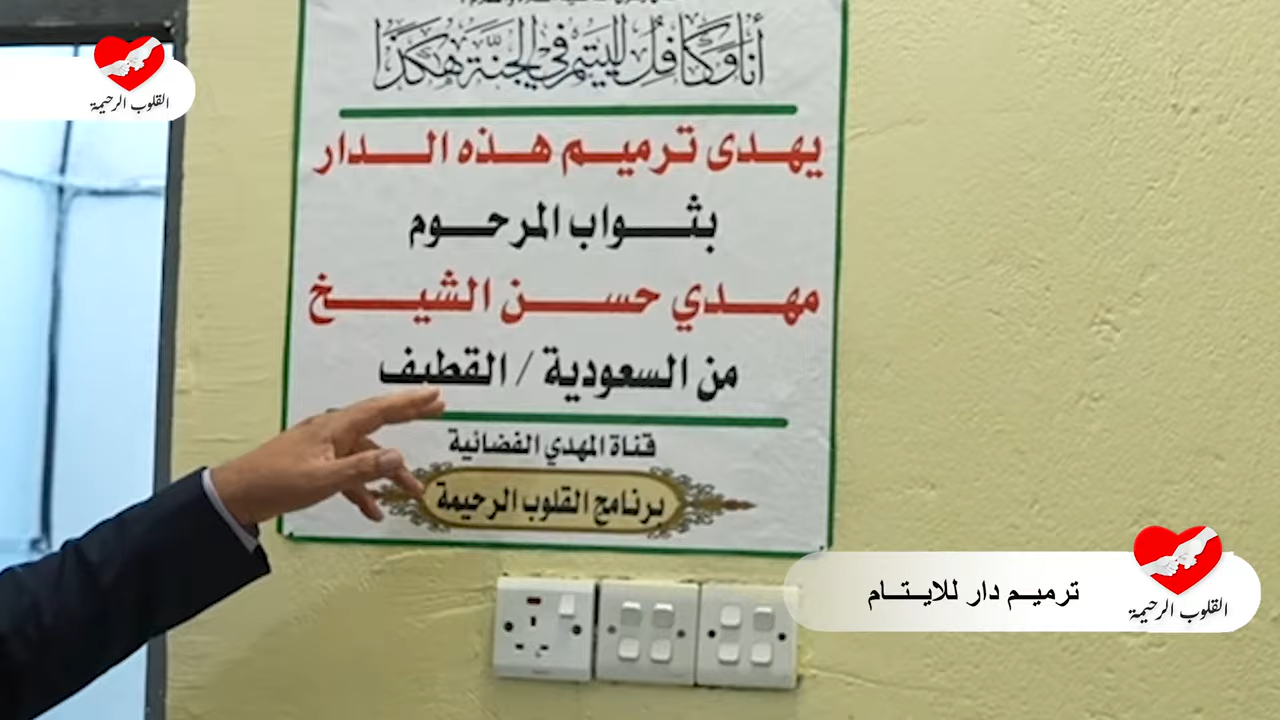 أنا وكافل اليتيم في الجنة هكذا
يهدى ترميم هذه الدار
بثواب المرحوم
مهدي حسن الشيخ
من السعودية / القطيف
قناة المهدي الفضائية
برنامج القلوب الرحيمة
القلوب الرحيمة
ترميم دار للايتام
القلوب الرحيمة